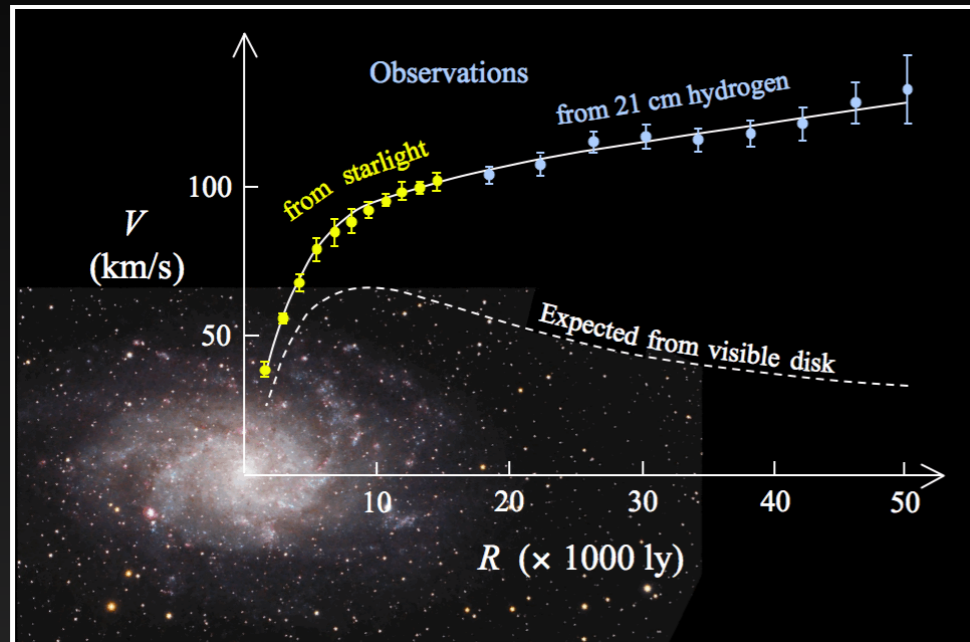 Observations
from 21 cm hydrogen
from starlight
100
V
(km/s)
50
Expected from visible disk
10 20 30 40 50
R (× 1000 ly)